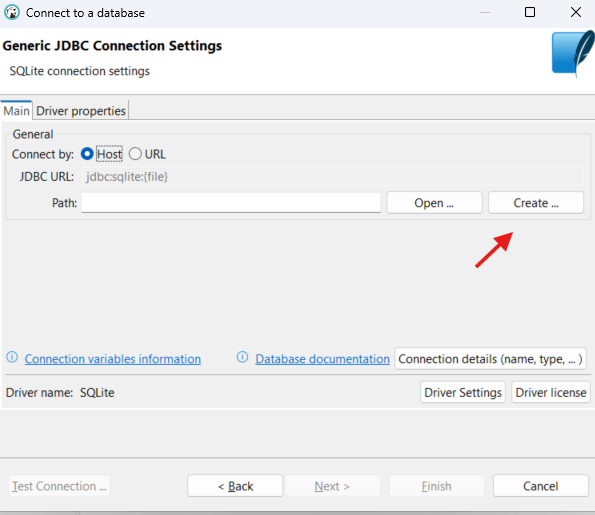 Connect to a database
Generic JDBC Connection Settings
SQLite connection settings
Main Driver properties
General
Connect by: Host URL
JDBC URL: jdbc:sqlite:{file}
Path: Open ... Create ...
Connection variables information Database documentation Connection details (name, type, ... )
Driver name: SQLite Driver Settings Driver license
Test Connection ... < Back Next > Finish Cancel